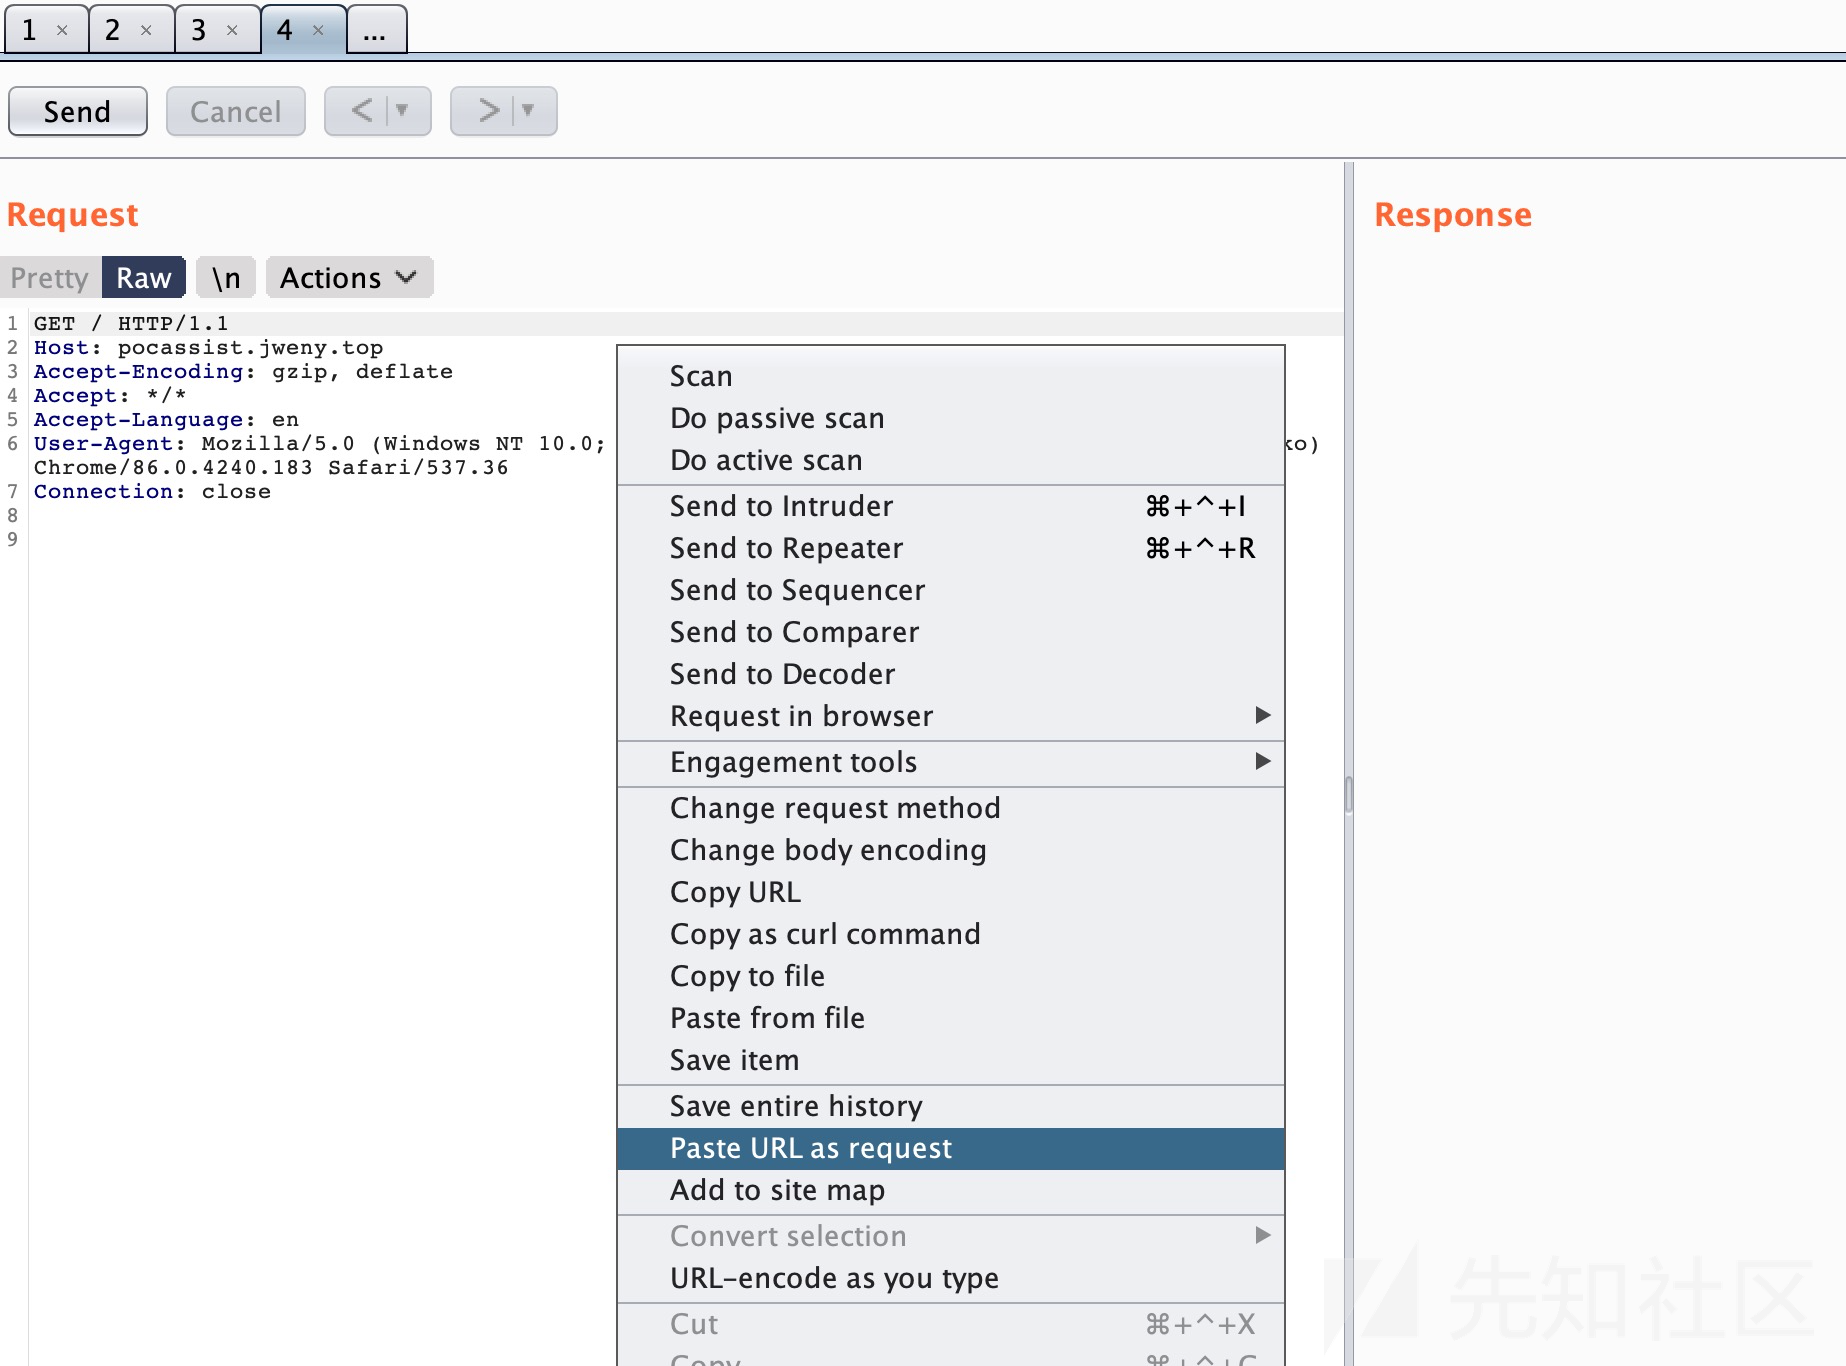 1 × 2 × 3 × 4 × ...
Send Cancel < ▼ > ▼
Request
Response
Pretty Raw \n Actions
1 GET / HTTP/1.1
2 Host: pocassist.jweny.top
3 Accept-Encoding: gzip, deflate
4 Accept: */*
5 Accept-Language: en
6 User-Agent: Mozilla/5.0 (Windows NT 10.0; ko)
Chrome/86.0.4240.183 Safari/537.36
7 Connection: close
8
9
Scan
Do passive scan
Do active scan
Send to Intruder ⌘+^+I
Send to Repeater ⌘+^+R
Send to Sequencer
Send to Comparer
Send to Decoder
Request in browser
Engagement tools
Change request method
Change body encoding
Copy URL
Copy as curl command
Copy to file
Paste from file
Save item
Save entire history
Paste URL as request
Add to site map
Convert selection
URL-encode as you type
Cut ⌘+^+X
Copy ⌘+^+C
先知社区